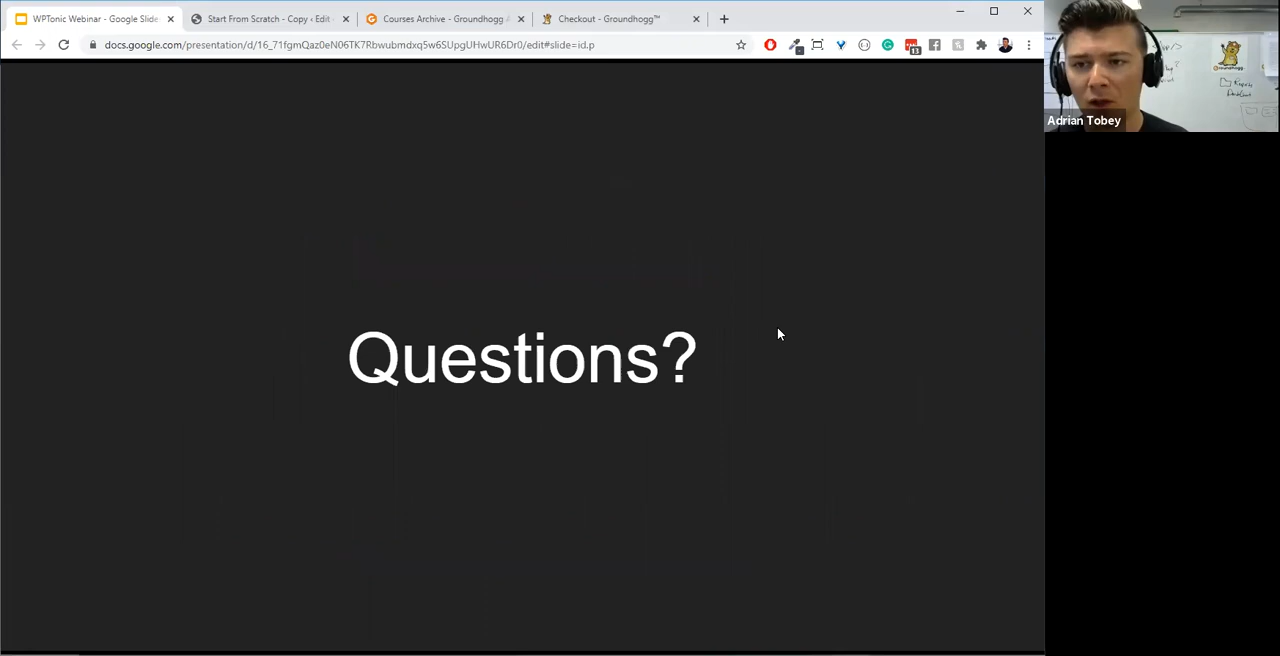 WPTonic Webinar - Google Slide
Start From Scratch - Copy ‹ Edit
Courses Archive - Groundhogg A
Checkout - Groundhogg™
docs.google.com/presentation/d/16_71fgmQaz0eN06TK7Rbwubmdxq5w6SUpgUHwUR6Dr0/edit#slide=id.p
13
Questions?
Adrian Tobey